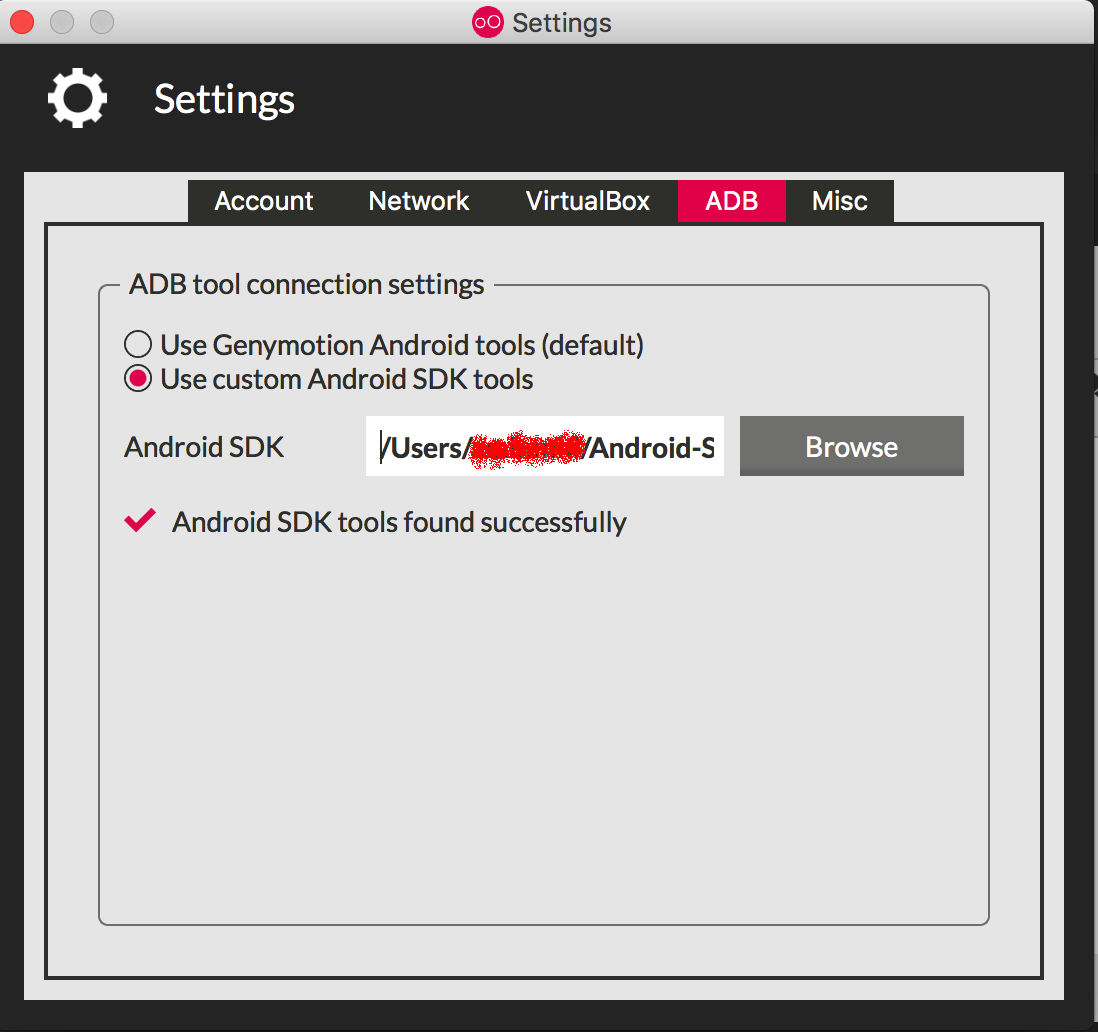 Settings
Settings
Account Network VirtualBox ADB Misc
ADB tool connection settings
Use Genymotion Android tools (default)
Use custom Android SDK tools
Android SDK /Users/ /Android-S Browse
Android SDK tools found successfully